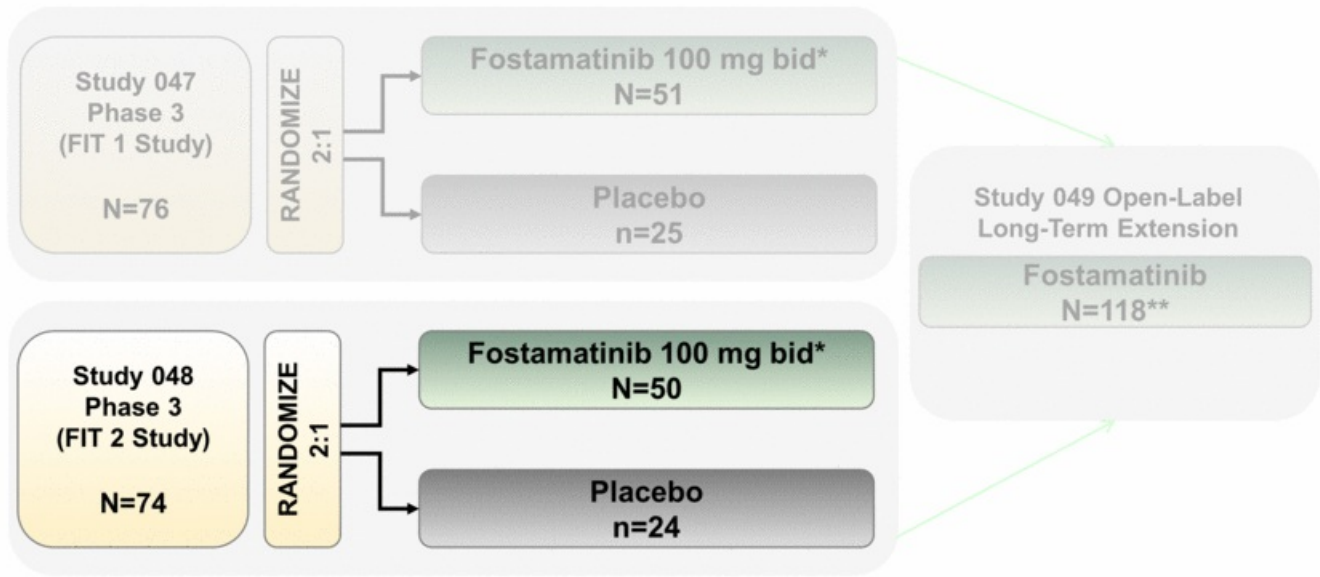 Study 047
Phase 3
(FIT 1 Study)
N=76
RANDOMIZE
2:1
Fostamatinib 100 mg bid*
N=51
Placebo
n=25
Study 049 Open-Label
Long-Term Extension
Fostamatinib
N=118**
Study 048
Phase 3
(FIT 2 Study)
N=74
RANDOMIZE
2:1
Fostamatinib 100 mg bid*
N=50
Placebo
n=24